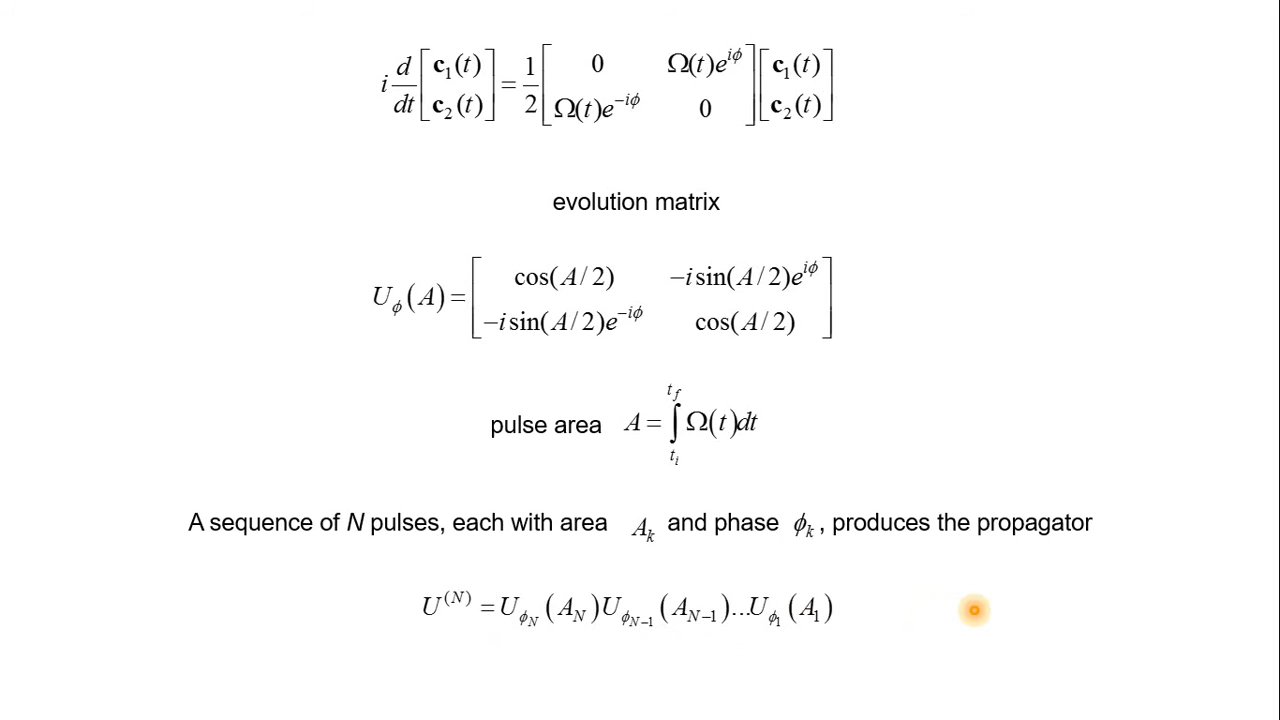 i d/dt [c₁(t) c₂(t)] = 1/2 [0 Ω(t)e^{iϕ} Ω(t)e^{−iϕ} 0] [c₁(t) c₂(t)]
evolution matrix
U_ϕ(A) = [cos(A/2) −i sin(A/2)e^{iϕ} −i sin(A/2)e^{−iϕ} cos(A/2)]
pulse area A = ∫_{t_i}^{t_f} Ω(t)dt
A sequence of N pulses, each with area A_k and phase ϕ_k, produces the propagator
U^{(N)} = U_{ϕ_N}(A_N)U_{ϕ_{N−1}}(A_{N−1})...U_{ϕ_1}(A_1)